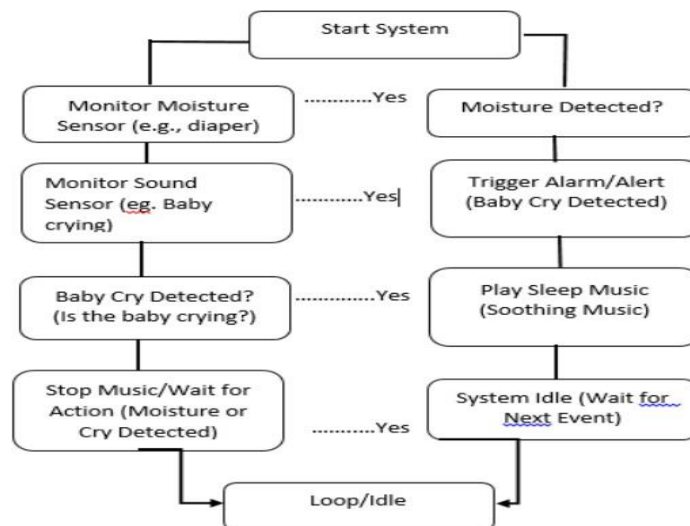 Start System
Monitor Moisture
Sensor (e.g., diaper)
...........Yes
Moisture Detected?
Monitor Sound
Sensor (eg. Baby
crying)
............Yes
Trigger Alarm/Alert
(Baby Cry Detected)
Baby Cry Detected?
(Is the baby crying?)
.............Yes
Play Sleep Music
(Soothing Music)
Stop Music/Wait for
Action (Moisture or
Cry Detected)
..........Yes
System Idle (Wait for
Next Event)
Loop/Idle